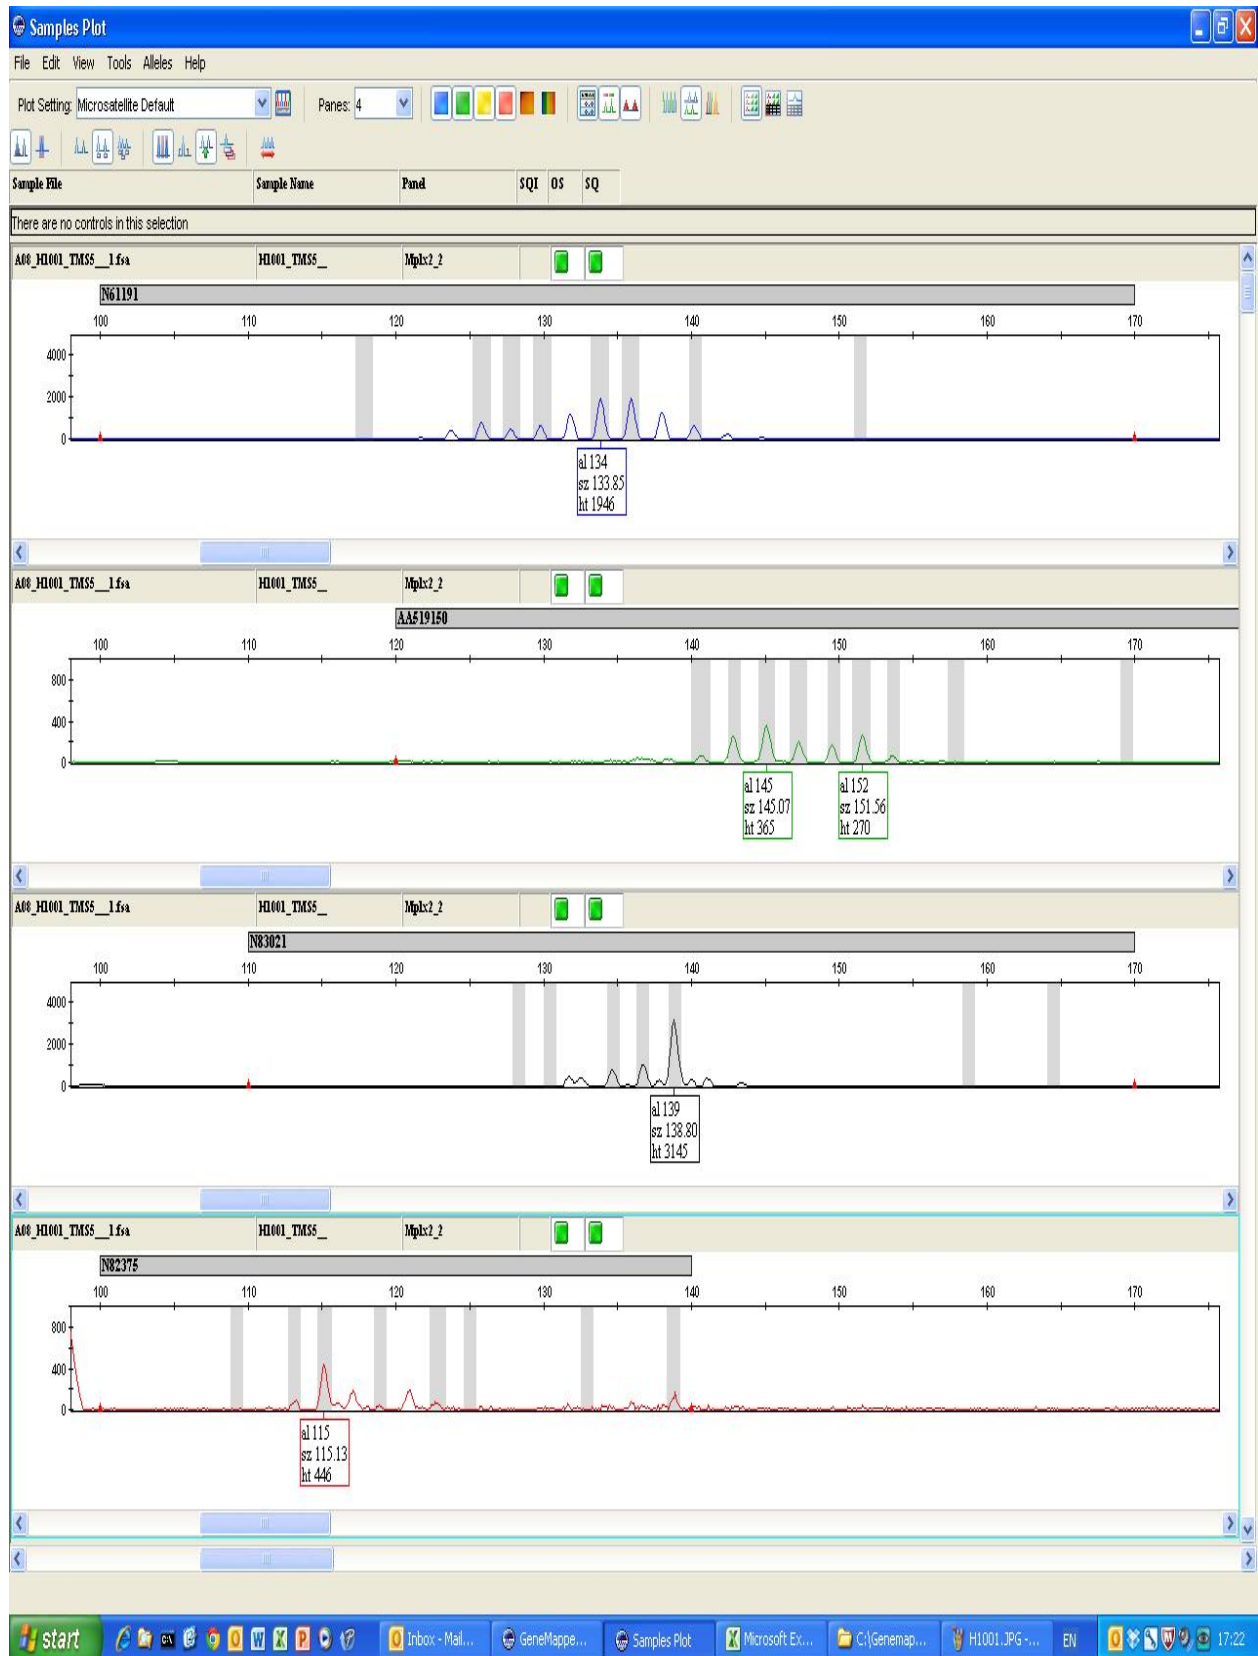 Samples Plot
File Edit View Tools Alleles Help
Plot Setting: Microsatellite Default Panes: 4
Sample File Sample Name Panel SQI OS SQ
There are no controls in this selection
A08_H1001_TMS5__1.fsa H1001_TMS5__ Mplx2_2
N61191
100 110 120 130 140 150 160 170
4000
2000
0
al 134
sz 133.85
ht 1946
A08_H1001_TMS5__1.fsa H1001_TMS5__ Mplx2_2
AA519150
100 110 120 130 140 150 160 170
800
400
0
al 145 al 152
sz 145.07 sz 151.56
ht 365 ht 270
A08_H1001_TMS5__1.fsa H1001_TMS5__ Mplx2_2
N83021
100 110 120 130 140 150 160 170
4000
2000
0
al 139
sz 138.80
ht 3145
A08_H1001_TMS5__1.fsa H1001_TMS5__ Mplx2_2
N82375
100 110 120 130 140 150 160 170
800
400
0
al 115
sz 115.13
ht 446
start Inbox - Mail... GeneMappe... Samples Plot Microsoft Ex... C:\Genemap... H1001.JPG -... EN 17:22